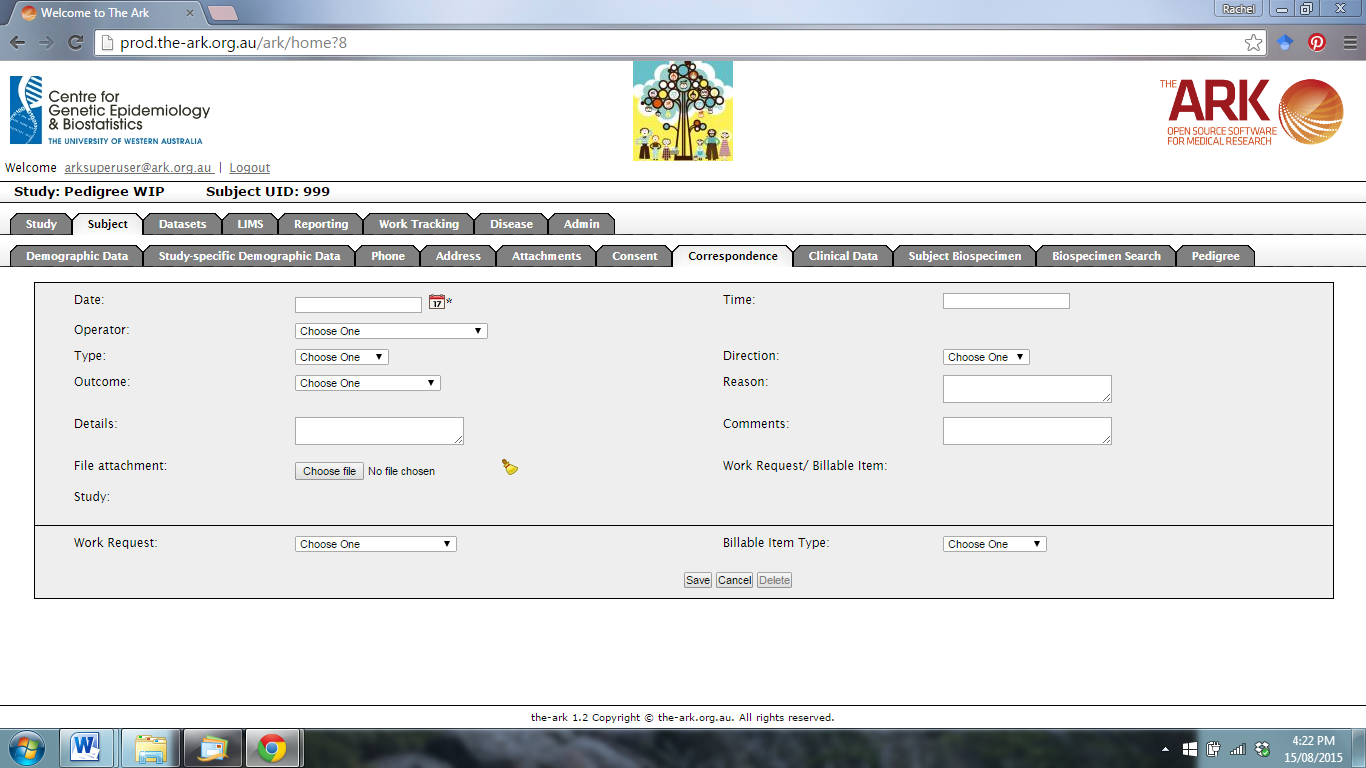 Welcome to The Ark
Rachel
prod.the-ark.org.au/ark/home?8
Centre for
Genetic Epidemiology
& Biostatistics
THE UNIVERSITY OF WESTERN AUSTRALIA
THE ARK
OPEN SOURCE SOFTWARE
FOR MEDICAL RESEARCH
Welcome arksuperuser@ark.org.au | Logout
Study: Pedigree WIP Subject UID: 999
Study Subject Datasets LIMS Reporting Work Tracking Disease Admin
Demographic Data Study-specific Demographic Data Phone Address Attachments Consent Correspondence Clinical Data Subject Biospecimen Biospecimen Search Pedigree
Date: 17 * Time:
Operator: Choose One
Type: Choose One Direction: Choose One
Outcome: Choose One Reason:
Details: Comments:
File attachment: Choose file No file chosen Work Request/ Billable Item:
Study:
Work Request: Choose One Billable Item Type: Choose One
Save Cancel Delete
the-ark 1.2 Copyright © the-ark.org.au. All rights reserved.
4:22 PM
15/08/2015